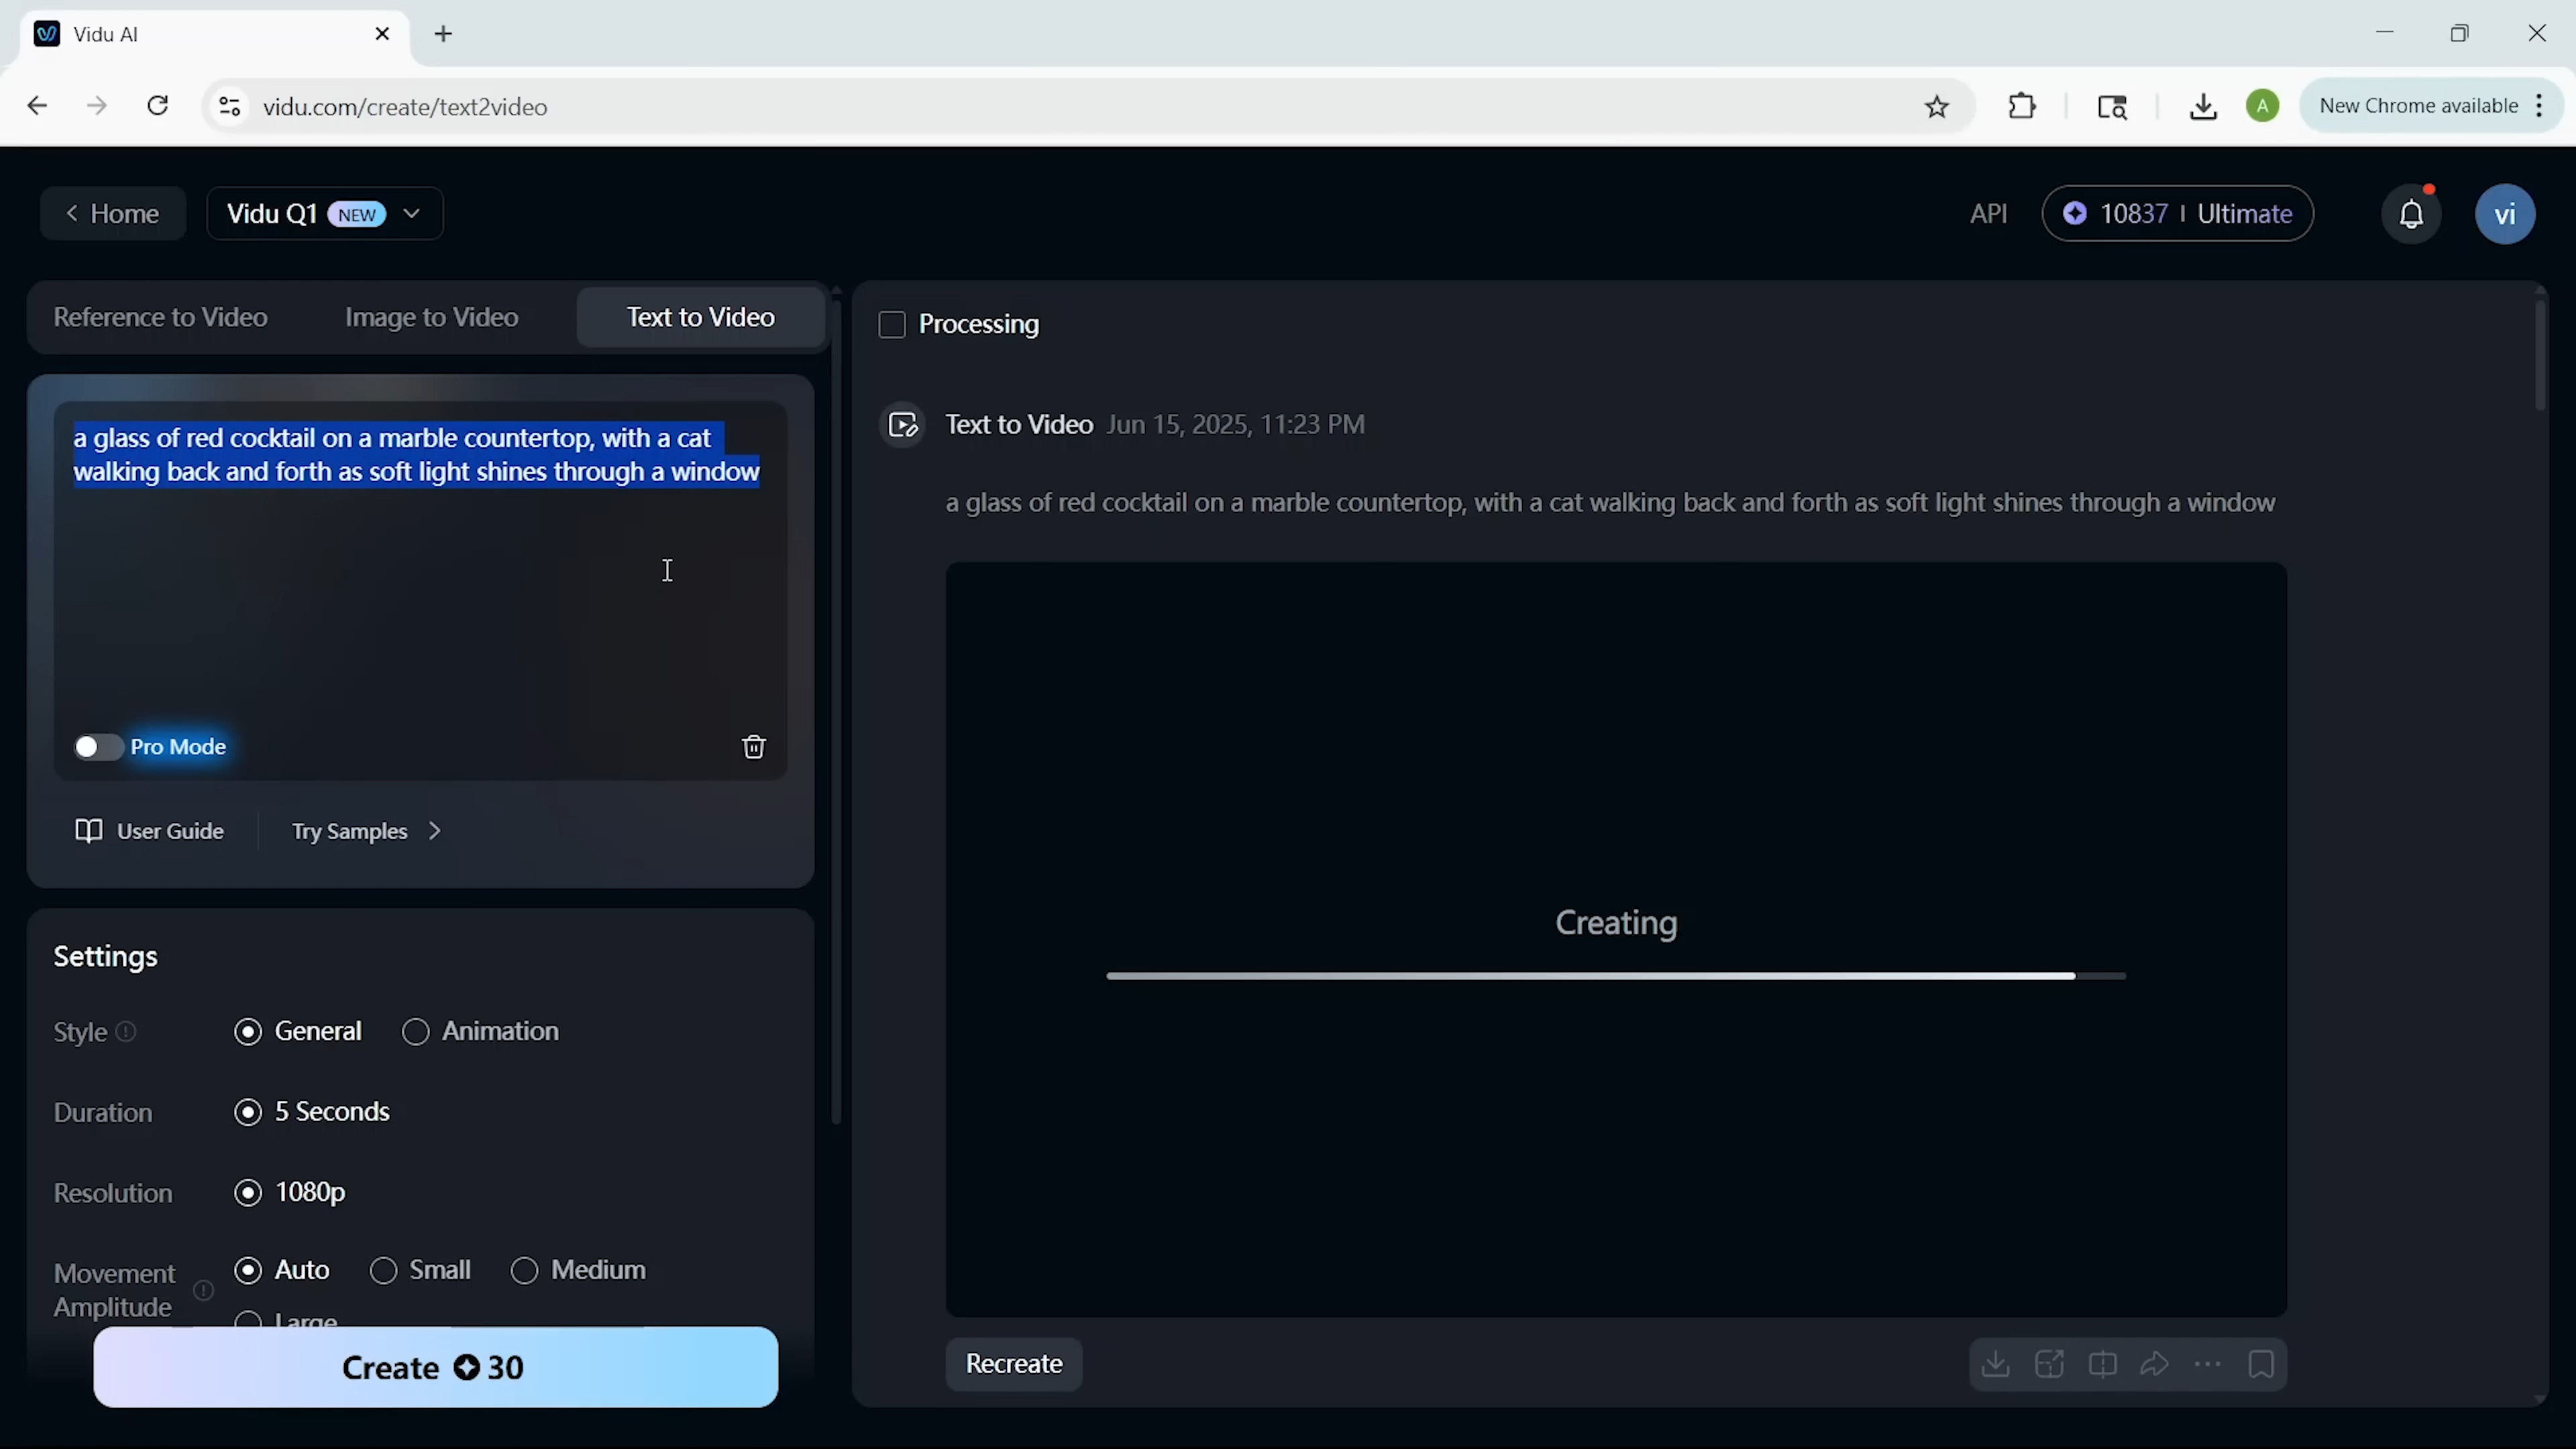 Vidu AI
vidu.com/create/text2video
A
New Chrome available
Home
Vidu Q1 NEW
API
10837 | Ultimate
vi
Reference to Video
Image to Video
Text to Video
a glass of red cocktail on a marble countertop, with a cat
walking back and forth as soft light shines through a window
Pro Mode
User Guide
Try Samples
Settings
Style
General
Animation
Duration
5 Seconds
Resolution
1080p
Movement
Amplitude
Auto
Small
Medium
Large
Create 30
Processing
Text to Video Jun 15, 2025, 11:23 PM
a glass of red cocktail on a marble countertop, with a cat walking back and forth as soft light shines through a window
Creating
Recreate